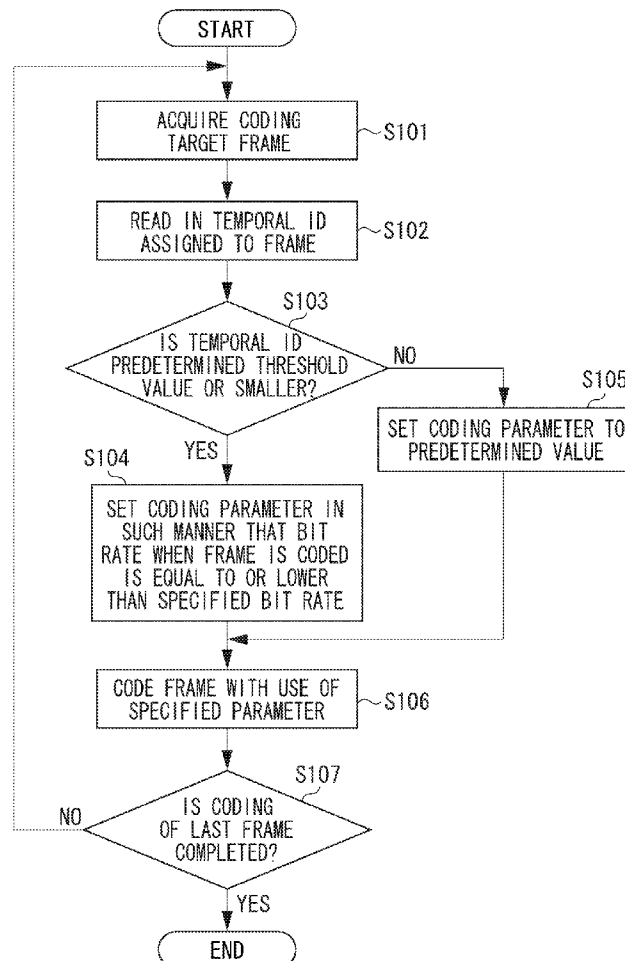 START
ACQUIRE CODING
TARGET FRAME
S101
READ IN TEMPORAL ID
ASSIGNED TO FRAME
S102
S103
IS TEMPORAL ID
PREDETERMINED THRESHOLD
VALUE OR SMALLER?
NO
YES
S105
SET CODING PARAMETER TO
PREDETERMINED VALUE
S104
SET CODING PARAMETER IN
SUCH MANNER THAT BIT
RATE WHEN FRAME IS CODED
IS EQUAL TO OR LOWER
THAN SPECIFIED BIT RATE
CODE FRAME WITH USE OF
SPECIFIED PARAMETER
S106
S107
IS CODING
OF LAST FRAME
COMPLETED?
NO
YES
END